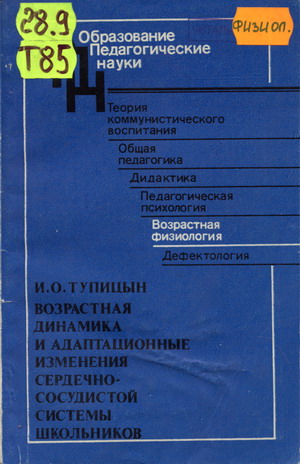 28.9
Т85
физиол.
Образование
Педагогические
науки
Теория
коммунистического
воспитания
Общая
педагогика
Дидактика
Педагогическая
психология
Возрастная
физиология
Дефектология
И.О.ТУПИЦЫН
ВОЗРАСТНАЯ
ДИНАМИКА
И АДАПТАЦИОННЫЕ
ИЗМЕНЕНИЯ
СЕРДЕЧНО-
СОСУДИСТОЙ
СИСТЕМЫ
ШКОЛЬНИКОВ